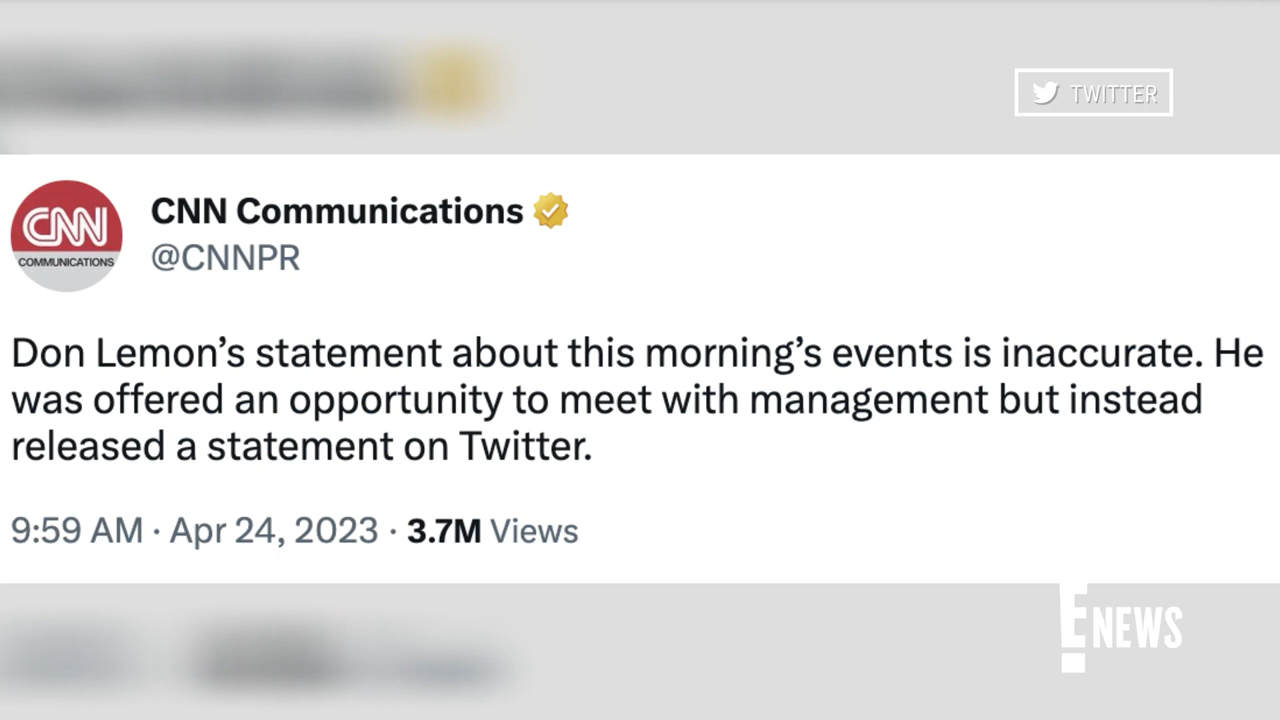 TWITTER
CNN Communications
@CNNPR
CNN
COMMUNICATIONS
Don Lemon’s statement about this morning’s events is inaccurate. He
was offered an opportunity to meet with management but instead
released a statement on Twitter.
9:59 AM · Apr 24, 2023 · 3.7M Views
E! NEWS